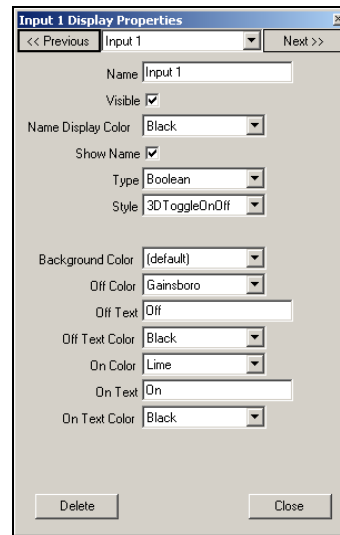 Input 1 Display Properties
<< Previous Input 1 Next >>
Name Input 1
Visible
Name Display Color Black
Show Name
Type Boolean
Style 3DToggleOnOff
Background Color (default)
Off Color Gainsboro
Off Text Off
Off Text Color Black
On Color Lime
On Text On
On Text Color Black
Delete Close